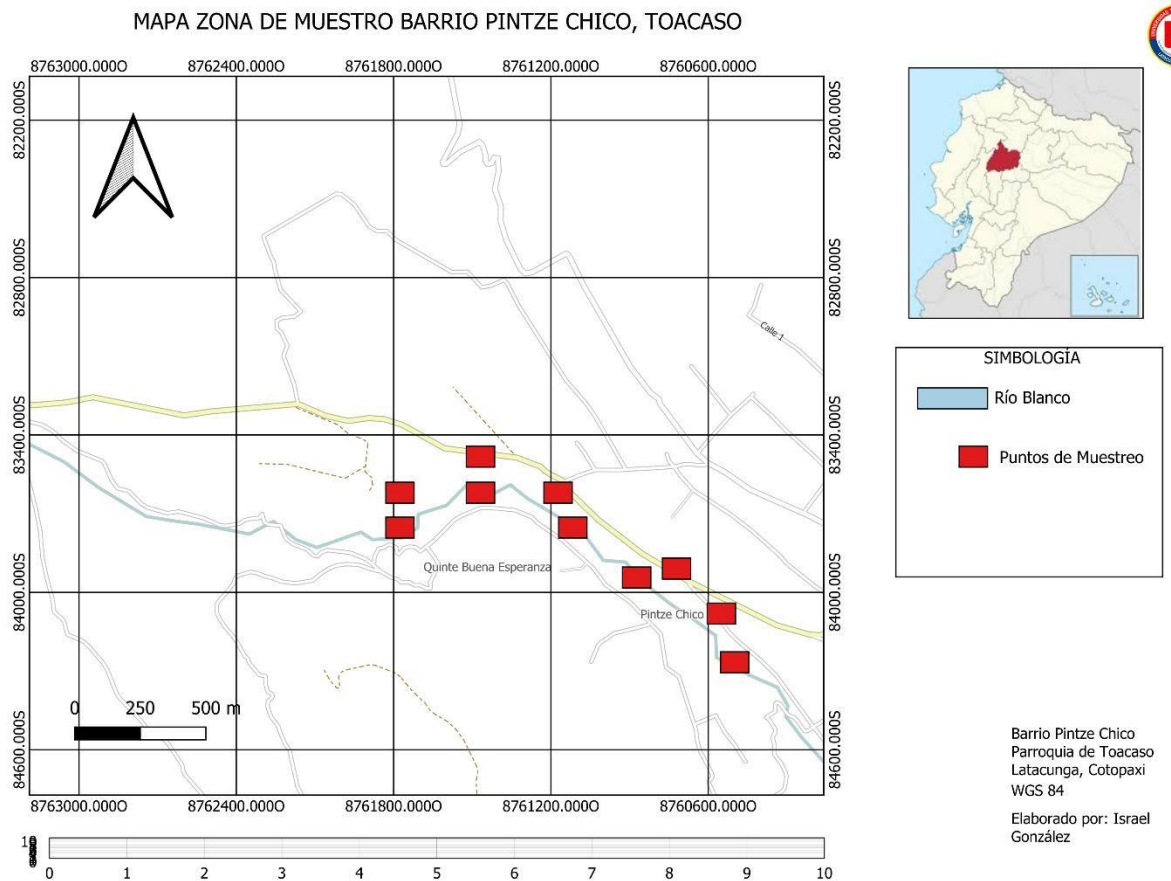 MAPA ZONA DE MUESTRO BARRIO PINTZE CHICO, TOACASO
8763000.000O 8762400.000O 8761800.000O 8761200.000O 8760600.000O
82200.000S 82200.000S
82800.000S 82800.000S
Calle 1
83400.000S 83400.000S
Quinte Buena Esperanza
84000.000S 84000.000S
Pintze Chico
0 250 500 m
84600.000S 84600.000S
8763000.000O 8762400.000O 8761800.000O 8761200.000O 8760600.000O
0 1 2 3 4 5 6 7 8 9 10
SIMBOLOGÍA
Río Blanco
Puntos de Muestreo
Barrio Pintze Chico
Parroquia de Toacaso
Latacunga, Cotopaxi
WGS 84
Elaborado por: Israel
González